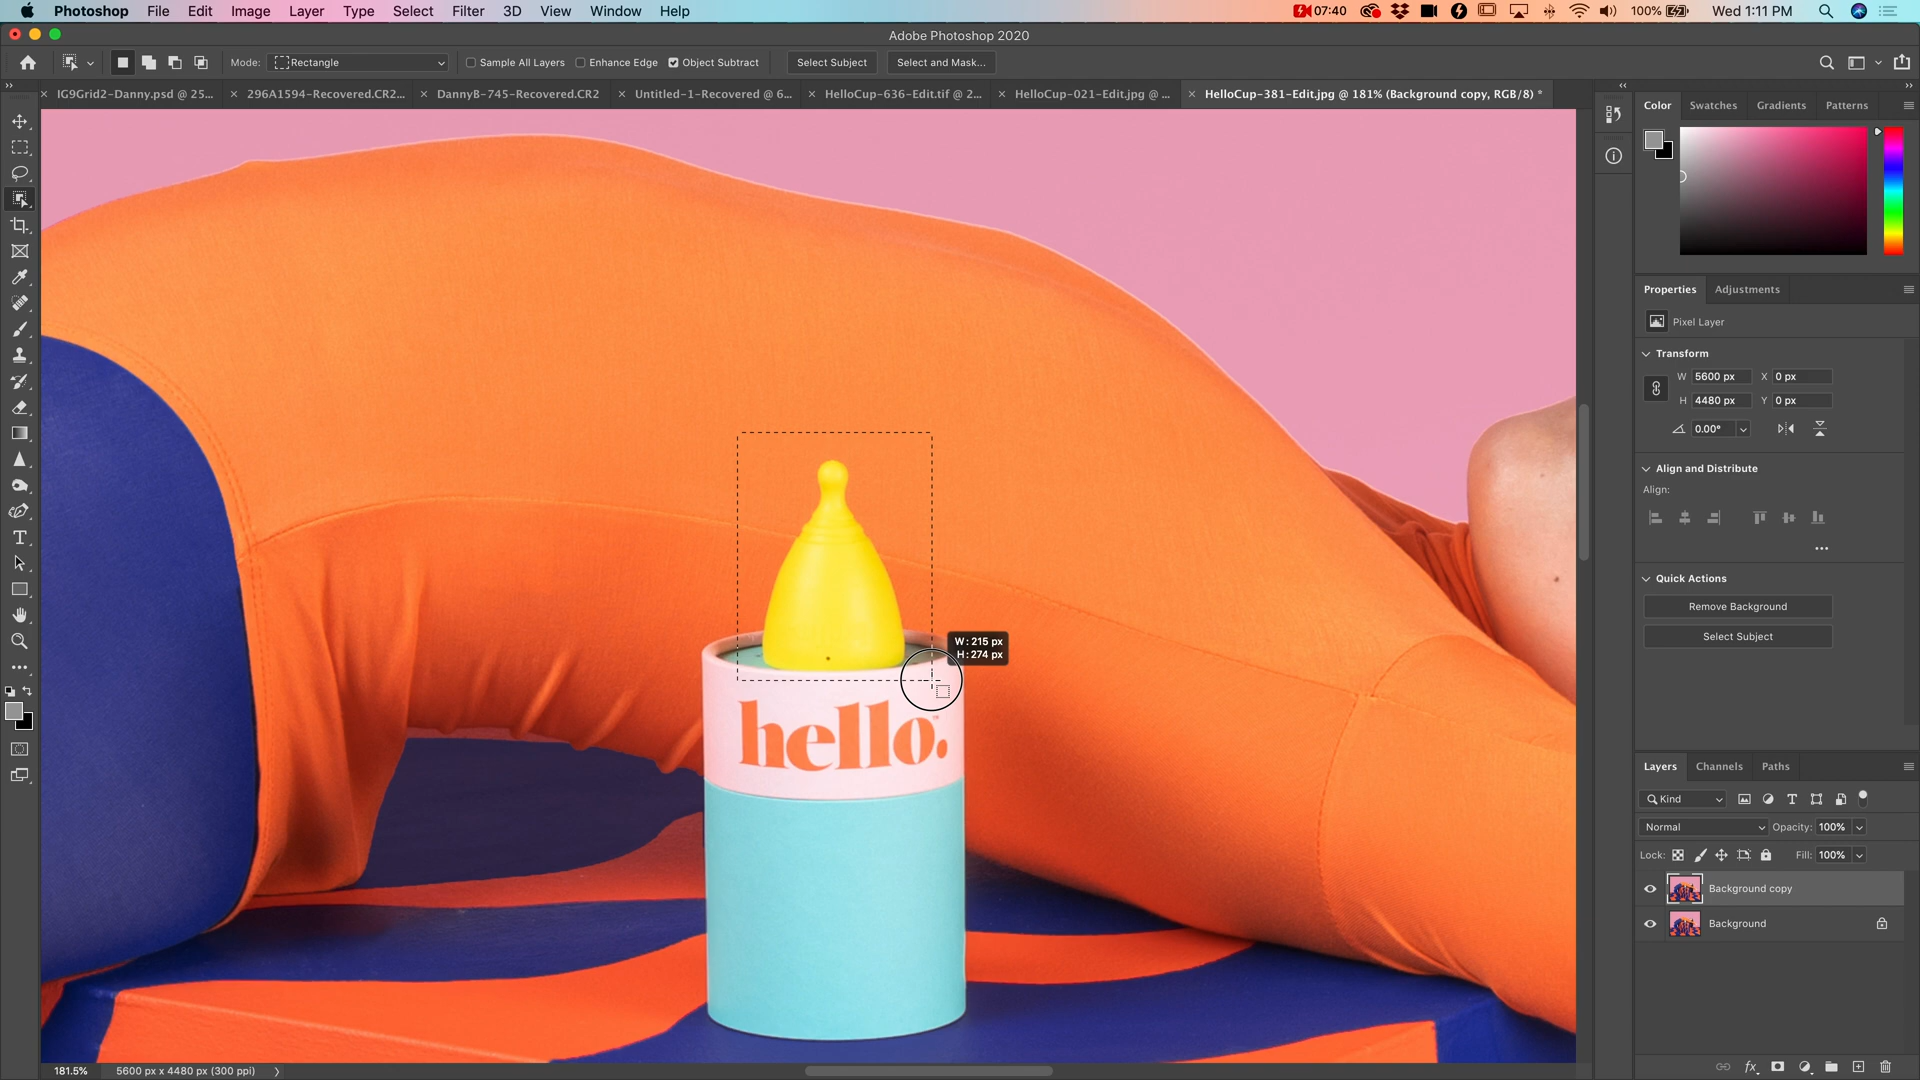 Photoshop File Edit Image Layer Type Select Filter 3D View Window Help 07:40 100% Wed 1:11 PM
Adobe Photoshop 2020
Mode: Rectangle Sample All Layers Enhance Edge Object Subtract Select Subject Select and Mask...
IG9Grid2-Danny.psd @ 25... 296A1594-Recovered.CR2... DannyB-745-Recovered.CR2 Untitled-1-Recovered @ 6... HelloCup-636-Edit.tif @ 2... HelloCup-021-Edit.jpg @ ... HelloCup-381-Edit.jpg @ 181% (Background copy, RGB/8) *
Color Swatches Gradients Patterns
Properties Adjustments
Pixel Layer
Transform
W 5600 px X 0 px
H 4480 px Y 0 px
0.00°
Align and Distribute
Align:
Quick Actions
Remove Background
Select Subject
W: 215 px
H: 274 px
hello.™
Layers Channels Paths
Kind
Normal Opacity: 100%
Lock: Fill: 100%
Background copy
Background
181.5% 5600 px x 4480 px (300 ppi)